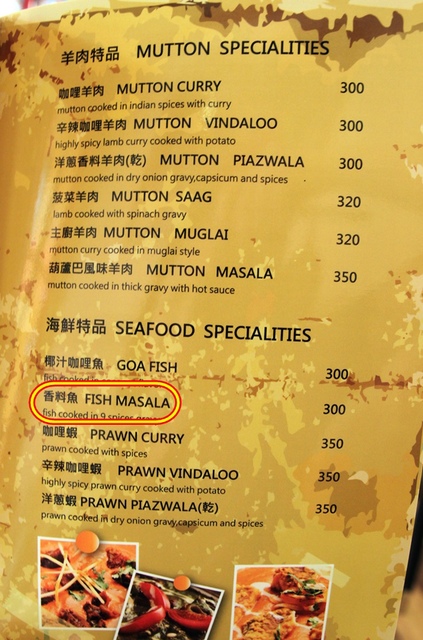 羊肉特品 MUTTON SPECIALITIES
咖哩羊肉 MUTTON CURRY 300
mutton cooked in indian spices with curry
辛辣咖哩羊肉 MUTTON VINDALOO 300
highly spicy lamb curry cooked with potato
洋蔥香料羊肉(乾) MUTTON PIAZWALA 300
mutton cooked in dry onion gravy,capsicum and spices
菠菜羊肉 MUTTON SAAG 320
lamb cooked with spinach gravy
主廚羊肉 MUTTON MUGLAI 320
mutton curry cooked in muglai style
葫蘆巴風味羊肉 MUTTON MASALA 350
mutton cooked in thick gravy with hot sauce
海鮮特品 SEAFOOD SPECIALITIES
椰汁咖哩魚 GOA FISH 300
fish cooked in
香料魚 FISH MASALA 300
fish cooked in 9 spices gravy
咖哩蝦 PRAWN CURRY 350
prawn cooked with spices
辛辣咖哩蝦 PRAWN VINDALOO 350
highly spicy prawn curry cooked with potato
洋蔥蝦 PRAWN PIAZWALA(乾) 350
prawn cooked in dry onion gravy,capsicum and spices